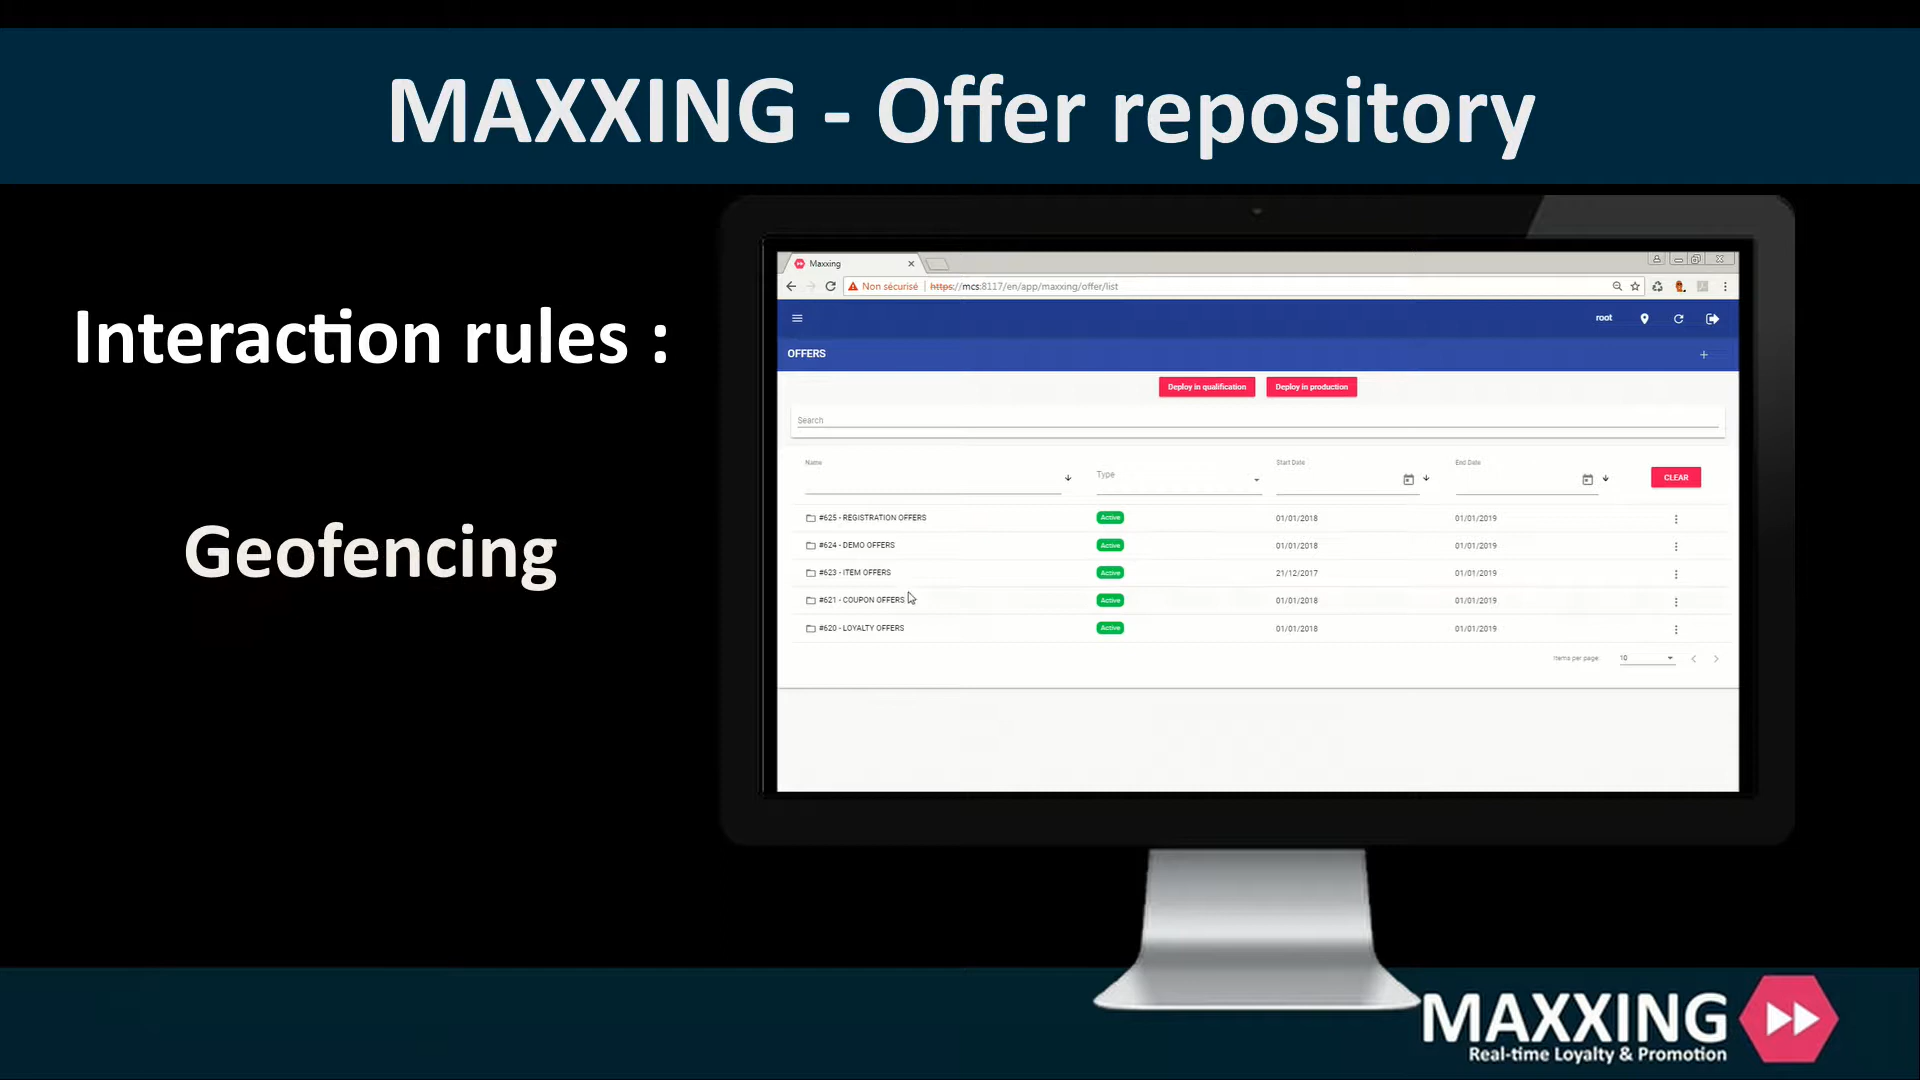 MAXXING - Offer repository
Interaction rules :
Geofencing
Maxxing
Non sécurisé https://mcs:8117/en/app/maxxing/offer/list
root
OFFERS
Deploy in qualification Deploy in production
Search
Name Type Start Date End Date CLEAR
#625 - REGISTRATION OFFERS Active 01/01/2018 01/01/2019
#624 - DEMO OFFERS Active 01/01/2018 01/01/2019
#623 - ITEM OFFERS Active 21/12/2017 01/01/2019
#621 - COUPON OFFERS Active 01/01/2018 01/01/2019
#620 - LOYALTY OFFERS Active 01/01/2018 01/01/2019
Items per page: 10
MAXXING
Real-time Loyalty & Promotion